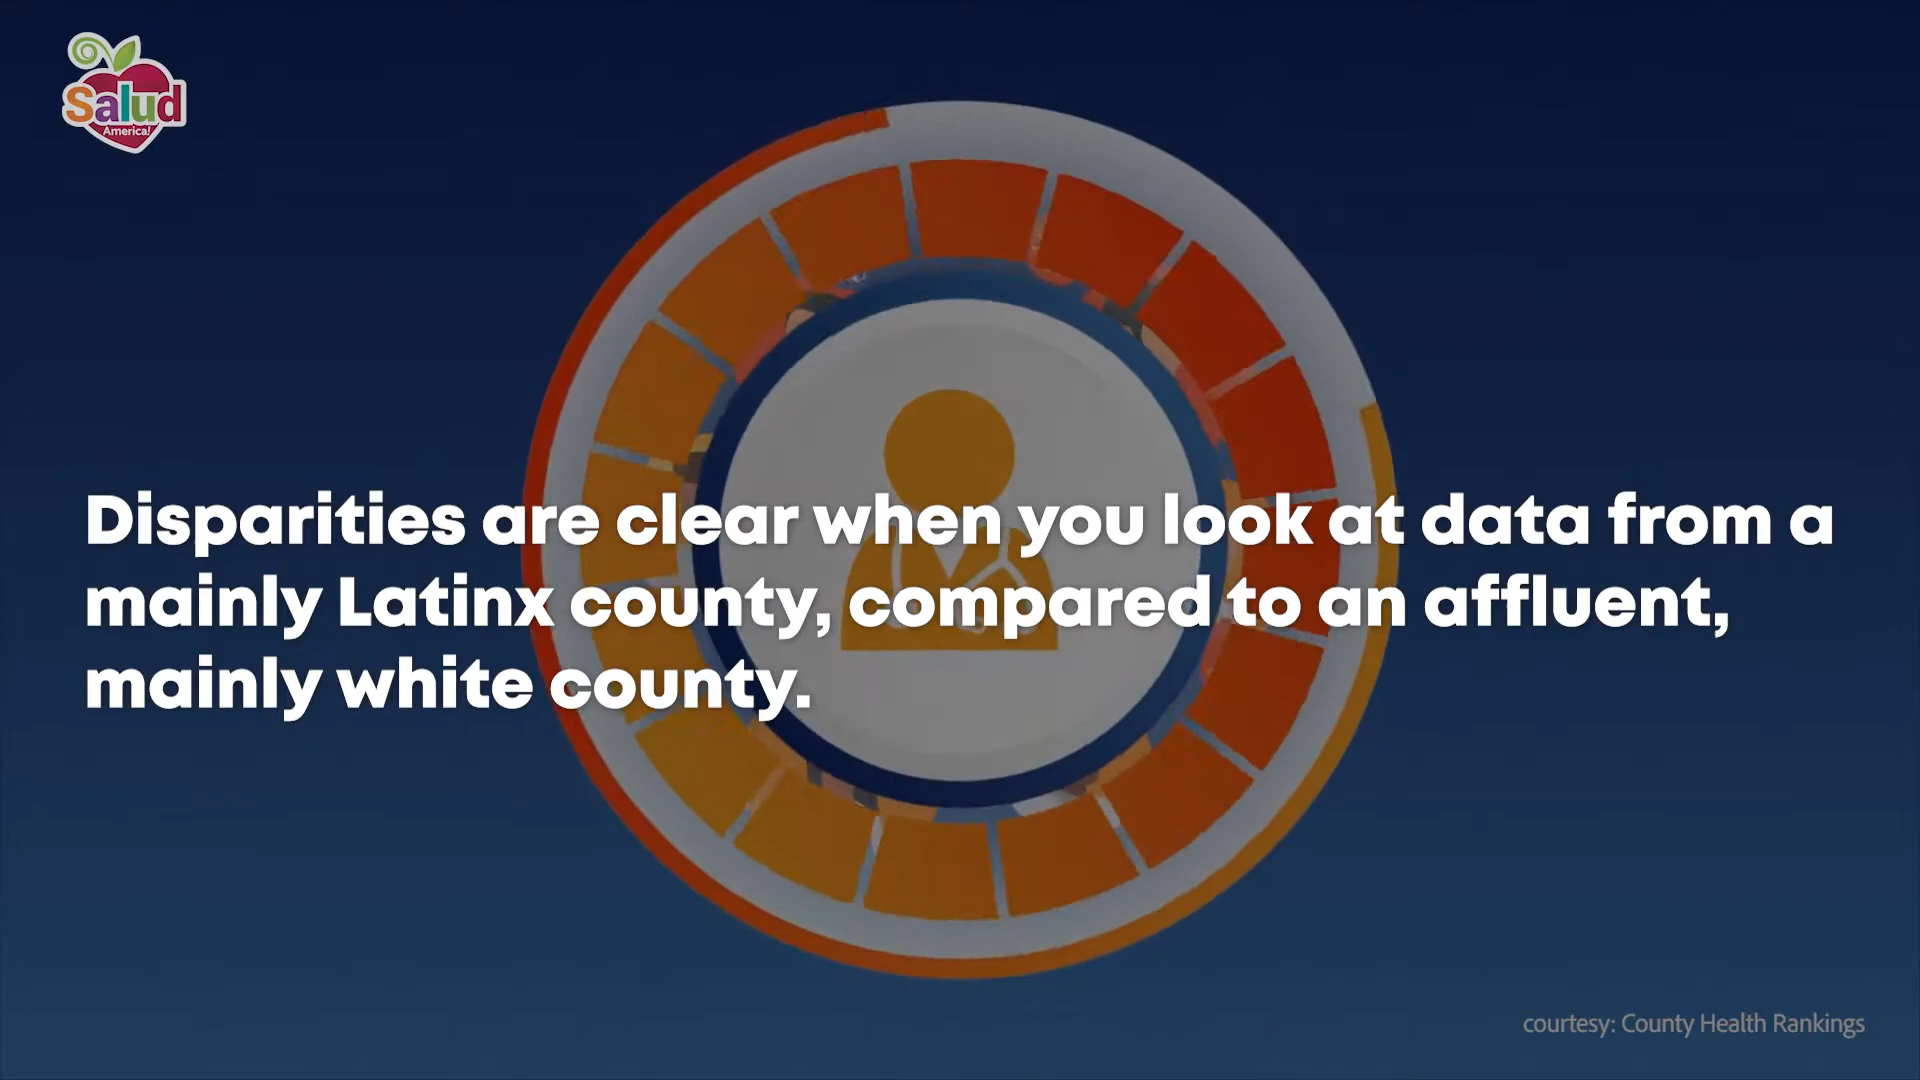 Salud
America!
Disparities are clear when you look at data from a
mainly Latinx county, compared to an affluent,
mainly white county.
courtesy: County Health Rankings